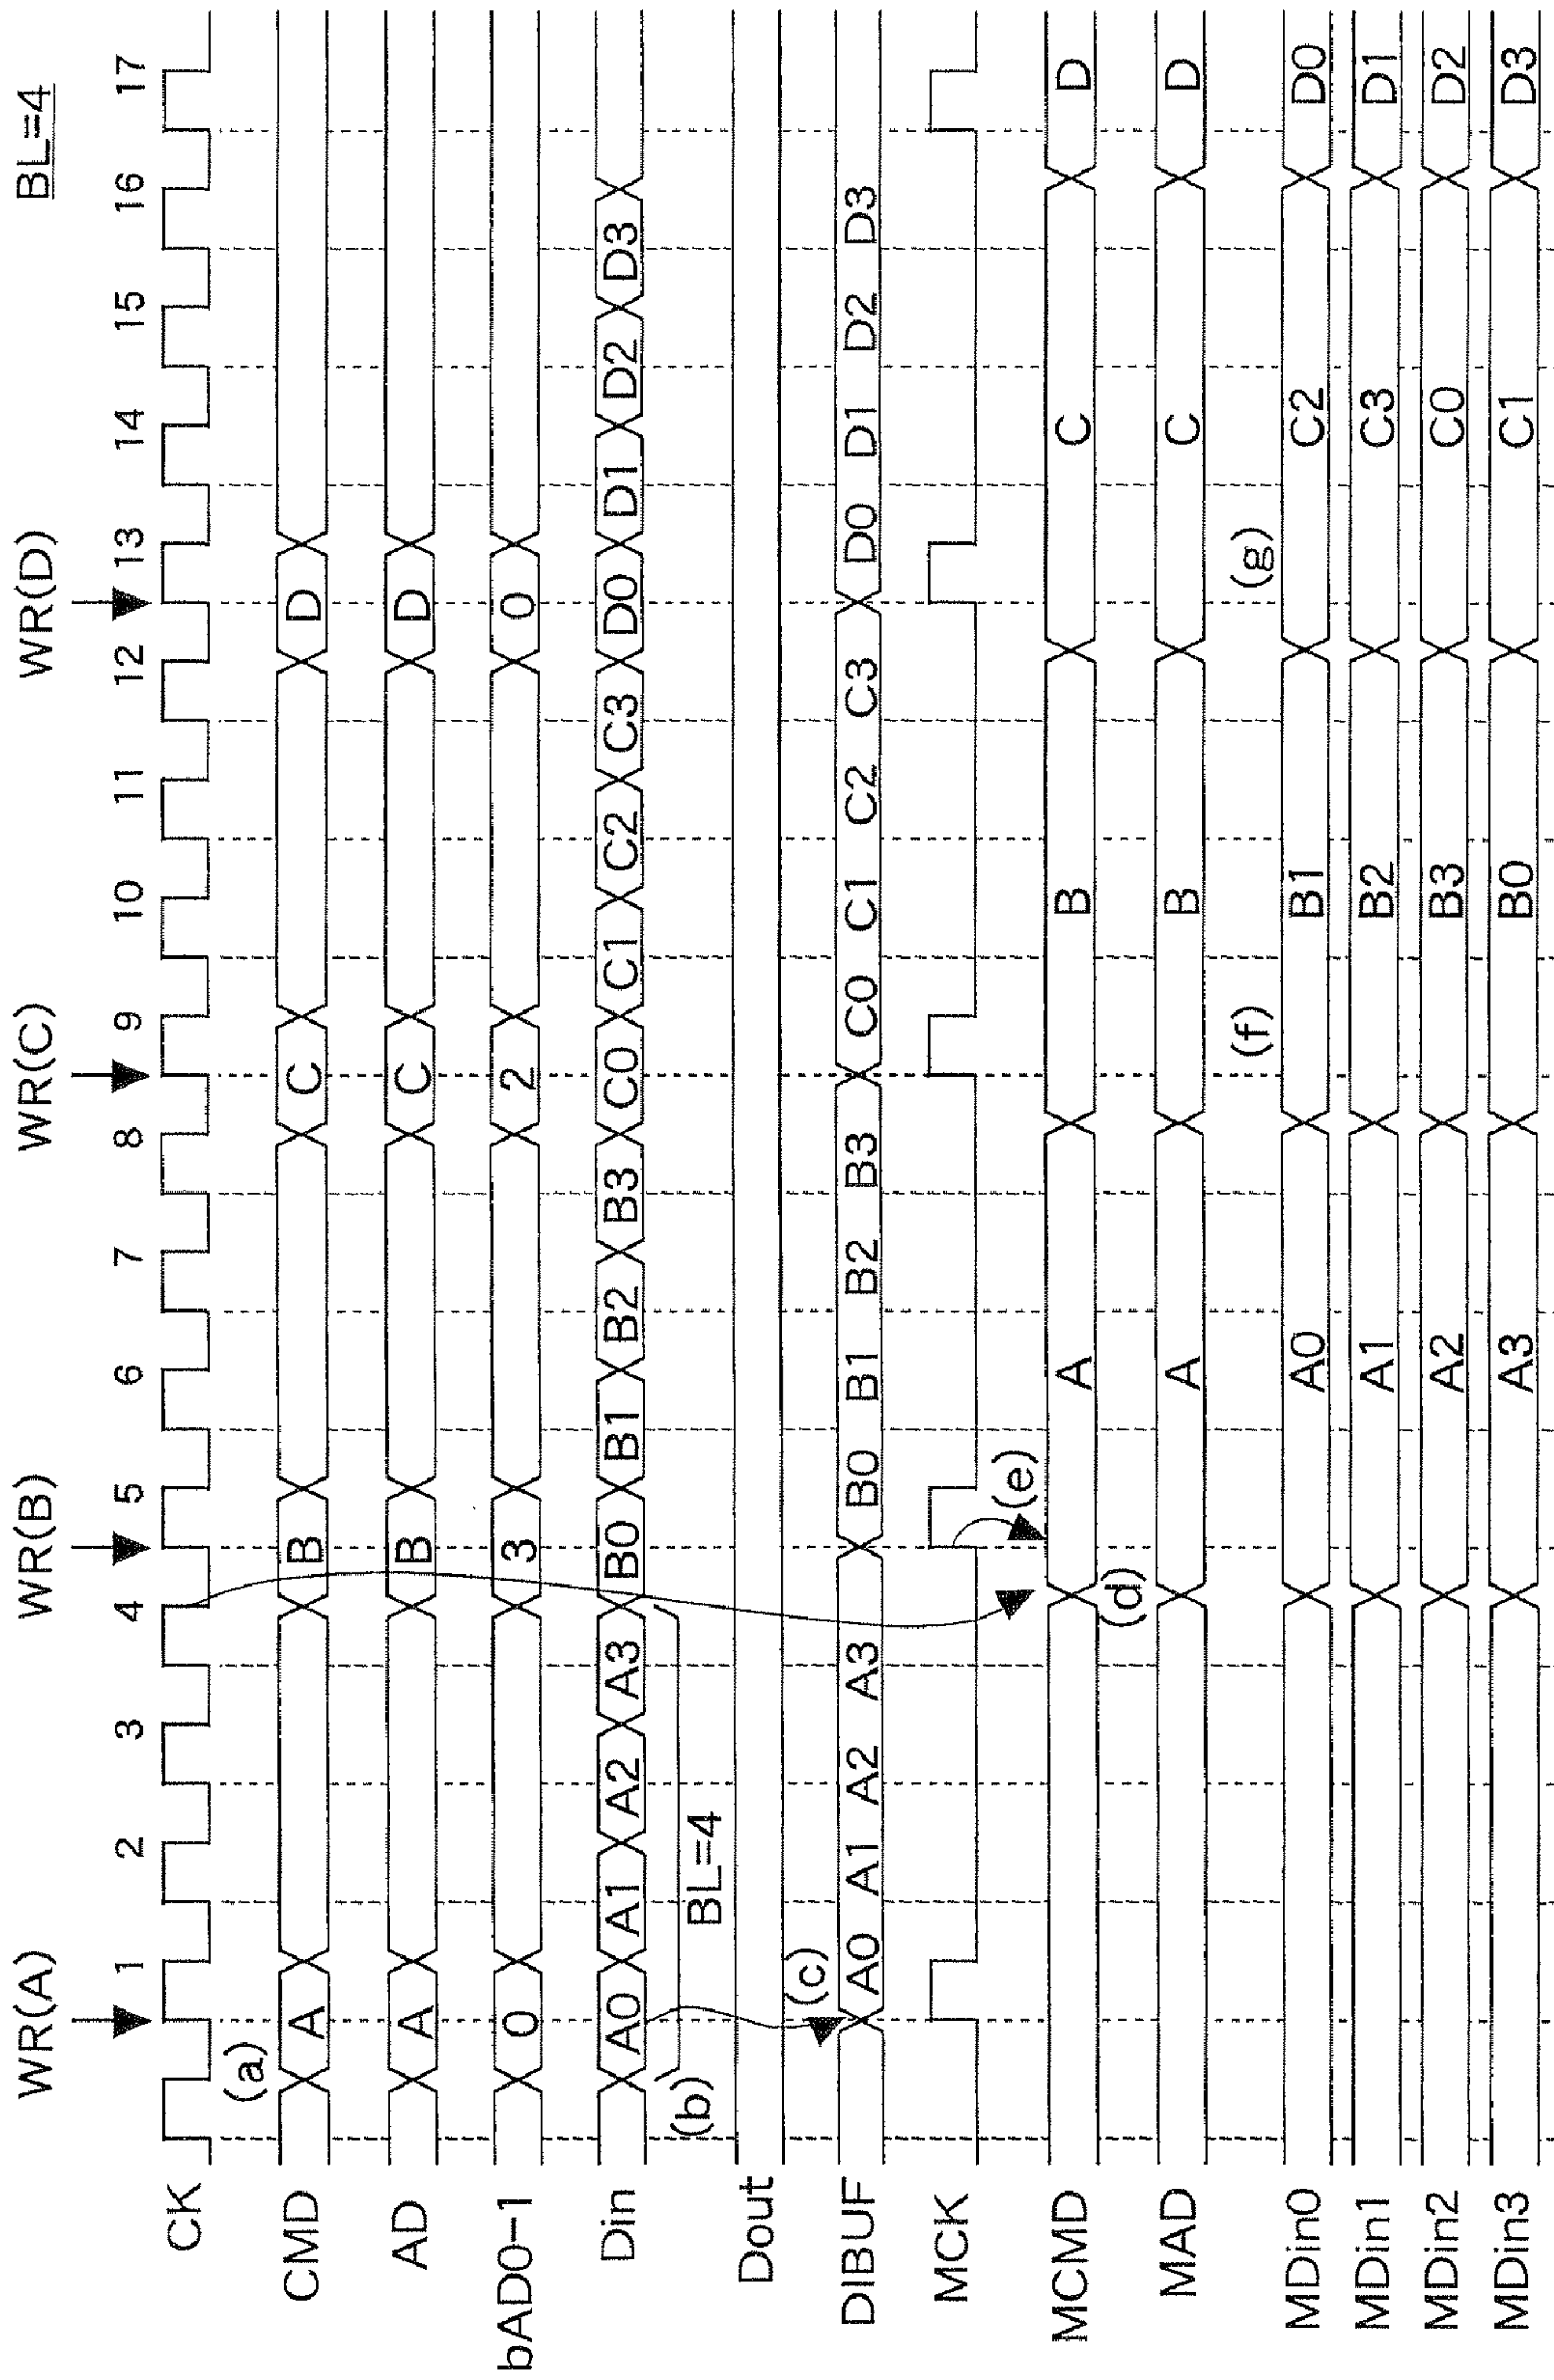 BL=4
WR(A) WR(B) WR(C) WR(D)
1 2 3 4 5 6 7 8 9 10 11 12 13 14 15 16 17
CK
(a)
CMD A B C D
AD A B C D
bAD0-1 0 3 2 0
Din A0 A1 A2 A3 B0 B1 B2 B3 C0 C1 C2 C3 D0 D1 D2 D3
(b) BL=4
Dout
(c)
DIBUF A0 A1 A2 A3 B0 B1 B2 B3 C0 C1 C2 C3 D0 D1 D2 D3
MCK
(e)
MCMD A B C D
(d)
MAD A B C D
(f) (g)
MDin0 A0 B1 C2 D0
MDin1 A1 B2 C3 D1
MDin2 A2 B3 C0 D2
MDin3 A3 B0 C1 D3